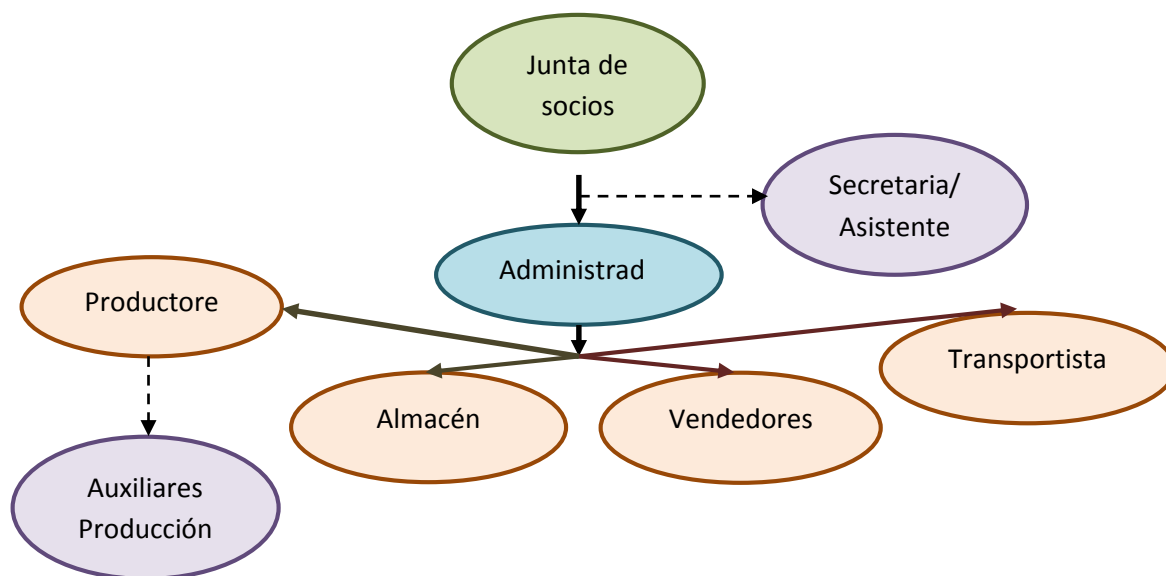 Junta de
socios
Secretaria/
Asistente
Administrad
Productore
Transportista
Almacén
Vendedores
Auxiliares
Producción